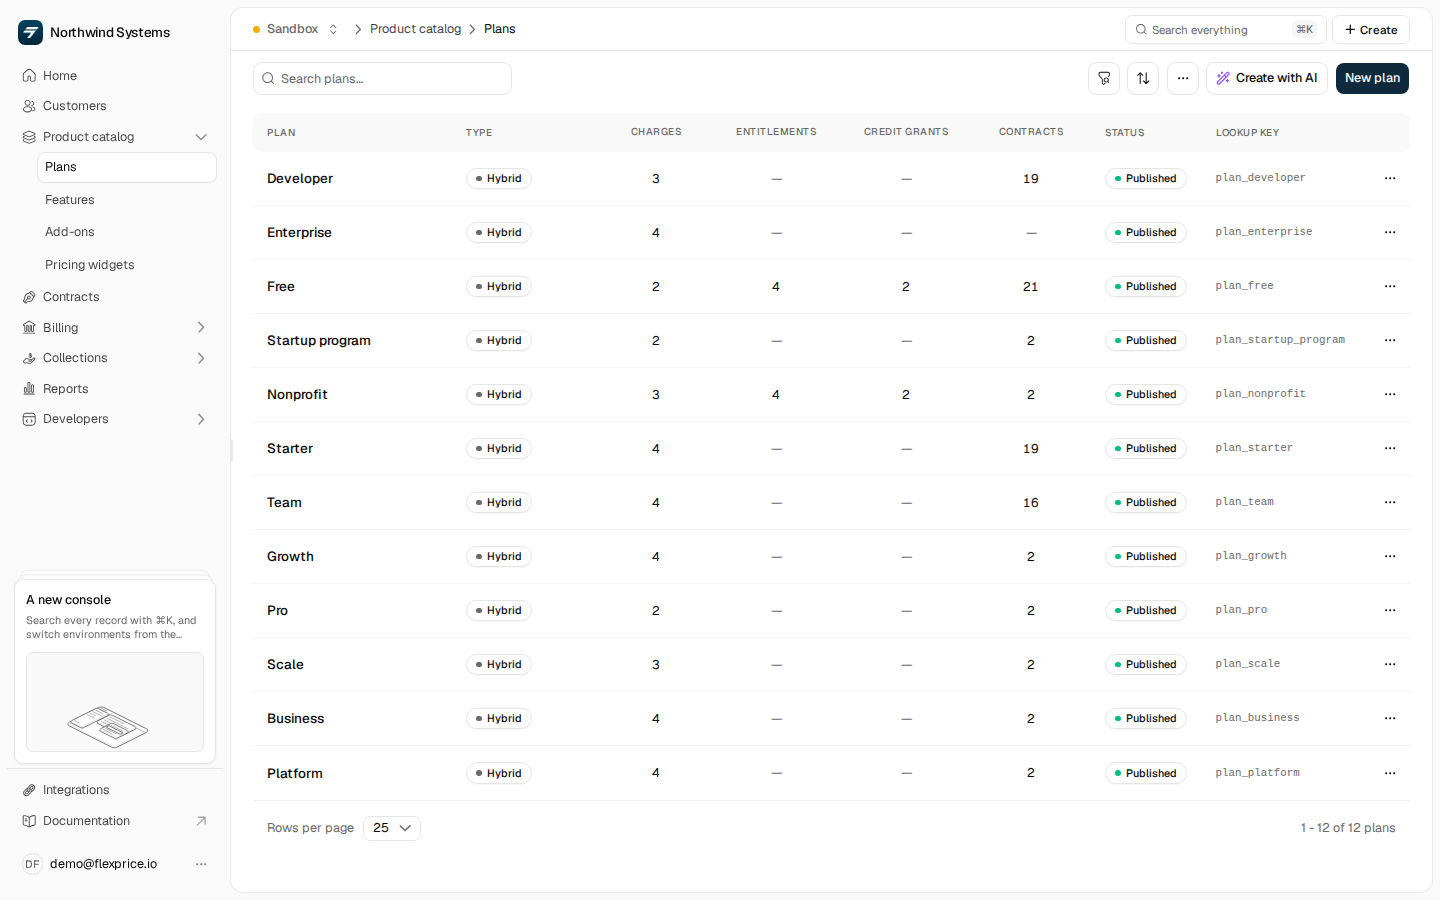 Northwind Systems
Home
Customers
Product catalog
Plans
Features
Add-ons
Pricing widgets
Contracts
Billing
Collections
Reports
Developers
A new console
Search every record with ⌘K, and
switch environments from the...
Integrations
Documentation
DF demo@flexprice.io
Sandbox Product catalog Plans
Search everything ⌘K Create
Search plans... Create with AI New plan
PLAN TYPE CHARGES ENTITLEMENTS CREDIT GRANTS CONTRACTS STATUS LOOKUP KEY
Developer Hybrid 3 — — 19 Published plan_developer
Enterprise Hybrid 4 — — — Published plan_enterprise
Free Hybrid 2 4 2 21 Published plan_free
Startup program Hybrid 2 — — 2 Published plan_startup_program
Nonprofit Hybrid 3 4 2 2 Published plan_nonprofit
Starter Hybrid 4 — — 19 Published plan_starter
Team Hybrid 4 — — 16 Published plan_team
Growth Hybrid 4 — — 2 Published plan_growth
Pro Hybrid 2 — — 2 Published plan_pro
Scale Hybrid 3 — — 2 Published plan_scale
Business Hybrid 4 — — 2 Published plan_business
Platform Hybrid 4 — — 2 Published plan_platform
Rows per page 25 1 - 12 of 12 plans